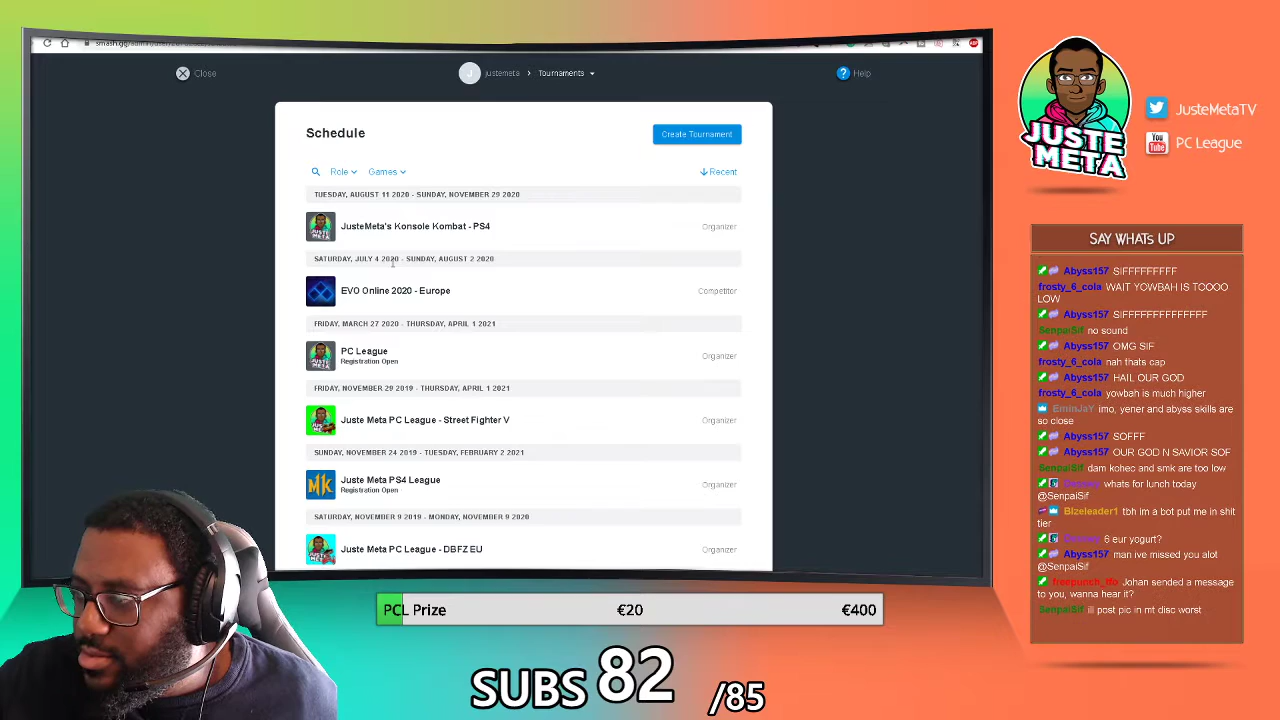 Close
J
justemeta
Tournaments
Help
Schedule
Create Tournament
Role
Games
Recent
TUESDAY, AUGUST 11 2020 - SUNDAY, NOVEMBER 29 2020
JusteMeta's Konsole Kombat - PS4
Organizer
SATURDAY, JULY 4 2020 - SUNDAY, AUGUST 2 2020
EVO Online 2020 - Europe
Competitor
FRIDAY, MARCH 27 2020 - THURSDAY, APRIL 1 2021
PC League
Registration Open
Organizer
FRIDAY, NOVEMBER 29 2019 - THURSDAY, APRIL 1 2021
Juste Meta PC League - Street Fighter V
Organizer
SUNDAY, NOVEMBER 24 2019 - TUESDAY, FEBRUARY 2 2021
MK
Juste Meta PS4 League
Registration Open
Organizer
SATURDAY, NOVEMBER 9 2019 - MONDAY, NOVEMBER 9 2020
Juste Meta PC League - DBFZ EU
Organizer
JUSTE
META
JusteMetaTV
You
Tube
PC League
SAY WHATs UP
Abyss157 SIFFFFFFFFF
frosty_6_cola WAIT YOWBAH IS TOOOO
LOW
Abyss157 SIFFFFFFFFFFFFFF
SenpaiSif no sound
Abyss157 OMG SIF
frosty_6_cola nah thats cap
Abyss157 HAIL OUR GOD
frosty_6_cola yowbah is much higher
EminJaY imo, yener and abyss skills are
so close
Abyss157 SOFFF
Abyss157 OUR GOD N SAVIOR SOF
SenpaiSif dam kohec and smk are too low
whats for lunch today
@SenpaiSif
Blzeleader1 tbh im a bot put me in shit
tier
6 eur yogurt?
Abyss157 man ive missed you alot
@SenpaiSif
freepunch_tfo Johan sended a message
to you, wanna hear it?
SenpaiSif ill post pic in mt disc worst
PCL Prize €20 €400
SUBS 82 /85